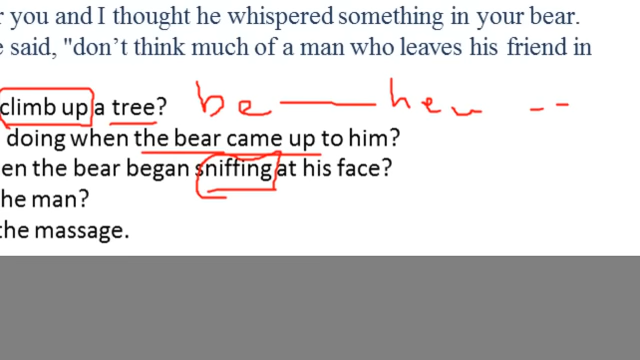 r you and I thought he whispered something in your bear.
e said, "don't think much of a man who leaves his friend in
climb up a tree? be — hew --
doing when the bear came up to him?
en the bear began sniffing at his face?
he man?
the massage.